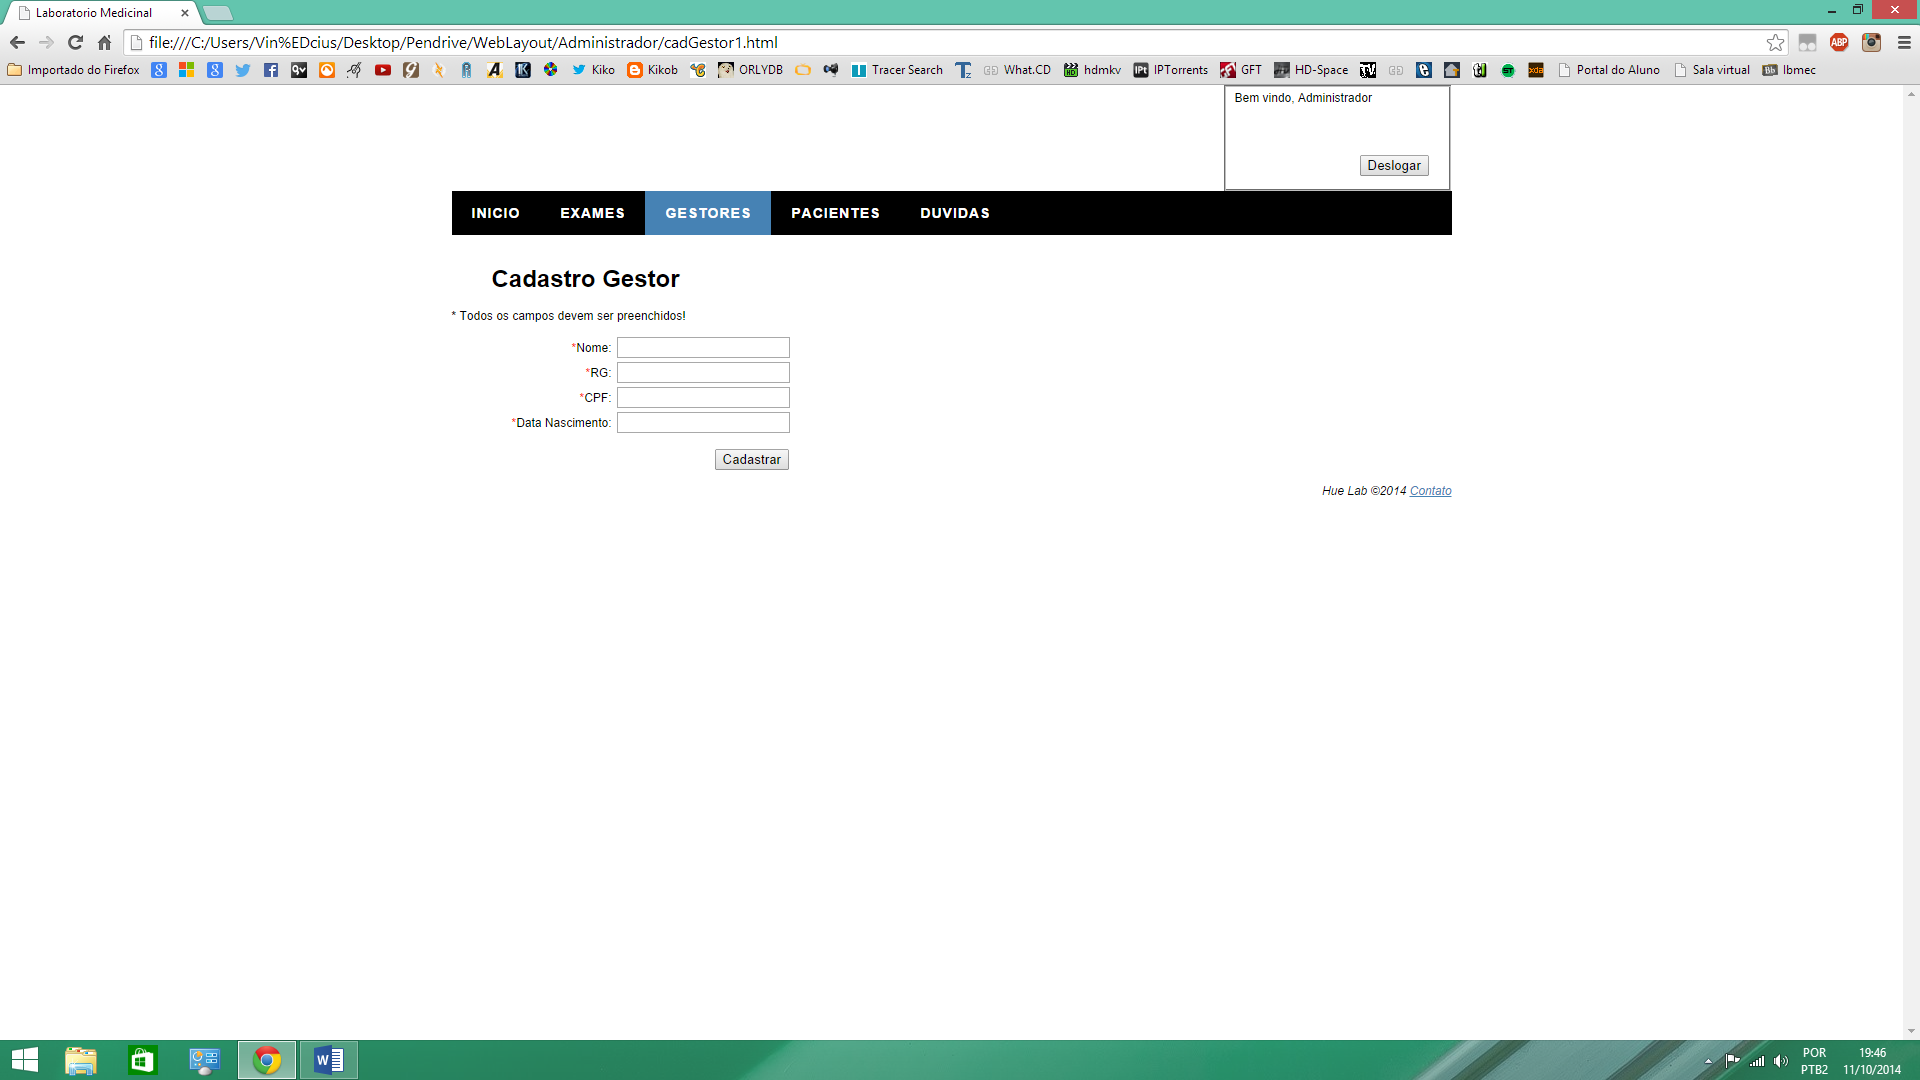 Laboratorio Medicinal
file:///C:/Users/Vin%EDcius/Desktop/Pendrive/WebLayout/Administrador/cadGestor1.html
ABP
Importado do Firefox Kiko Kikob ORLYDB Tracer Search What.CD hdmkv IPTorrents GFT HD-Space Portal do Aluno Sala virtual Ibmec
Bem vindo, Administrador
Deslogar
INICIO EXAMES GESTORES PACIENTES DUVIDAS
Cadastro Gestor
* Todos os campos devem ser preenchidos!
*Nome:
*RG:
*CPF:
*Data Nascimento:
Cadastrar
Hue Lab ©2014 Contato
POR 19:46
PTB2 11/10/2014